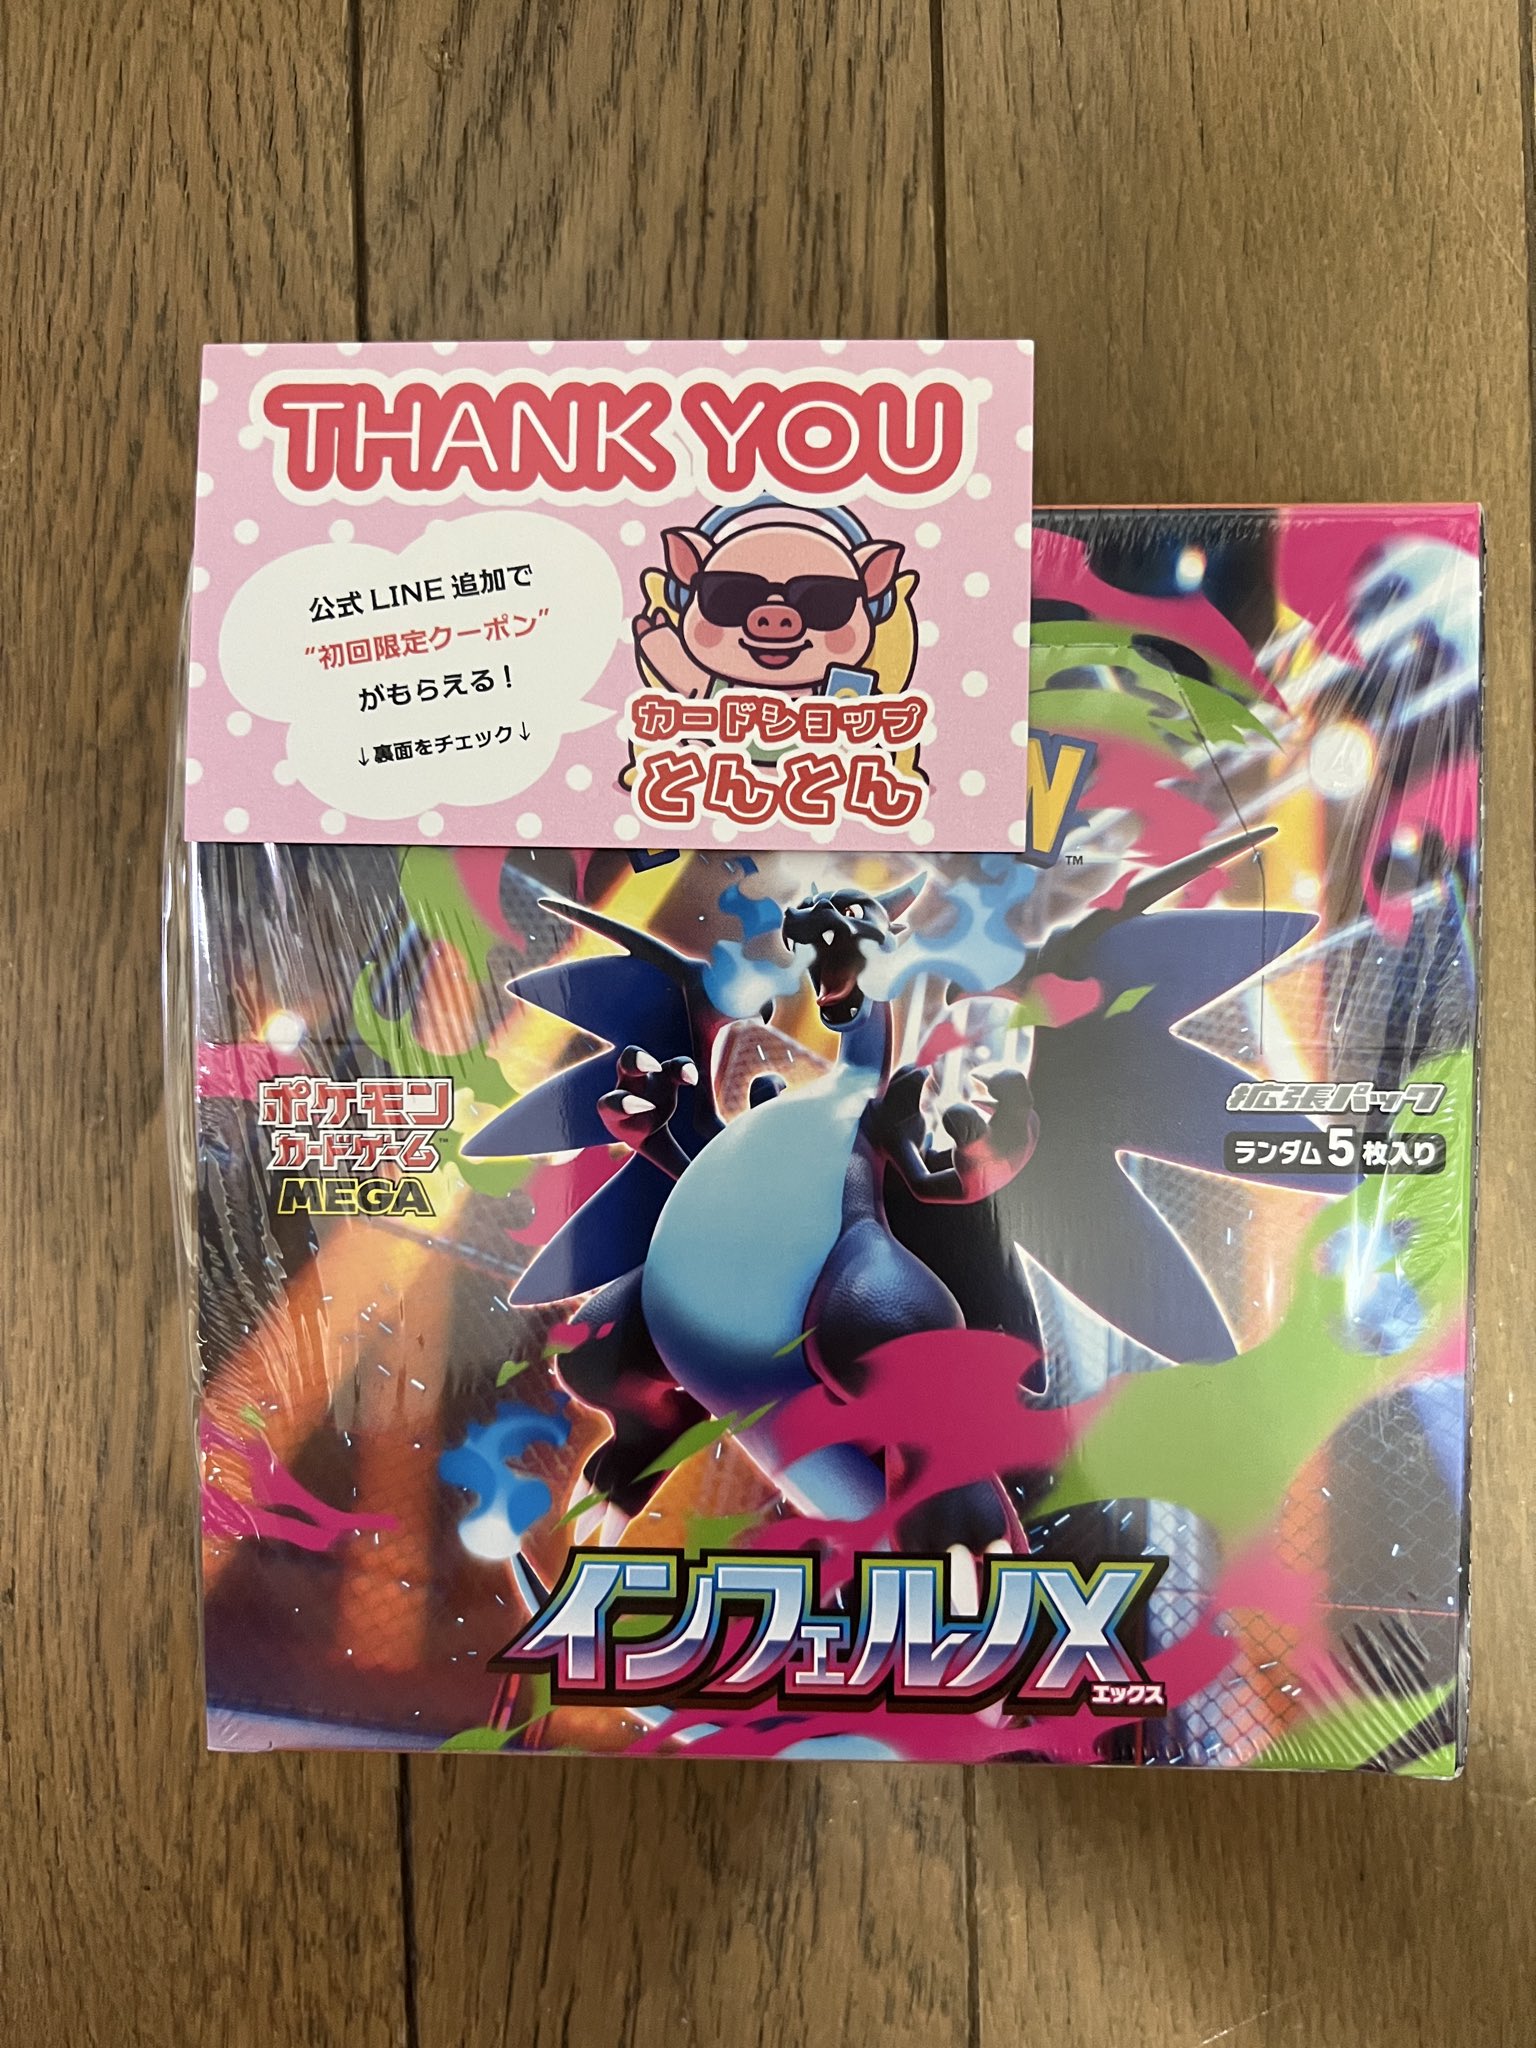 THANK YOU
公式 LINE 追加で
“初回限定クーポン”
がもらえる！
↓裏面をチェック↓
カードショップ
とんとん
N
TM
ポケモン
カードゲーム™
MEGA
拡張パック
ランダム5枚入り
インフェルノX
エックス